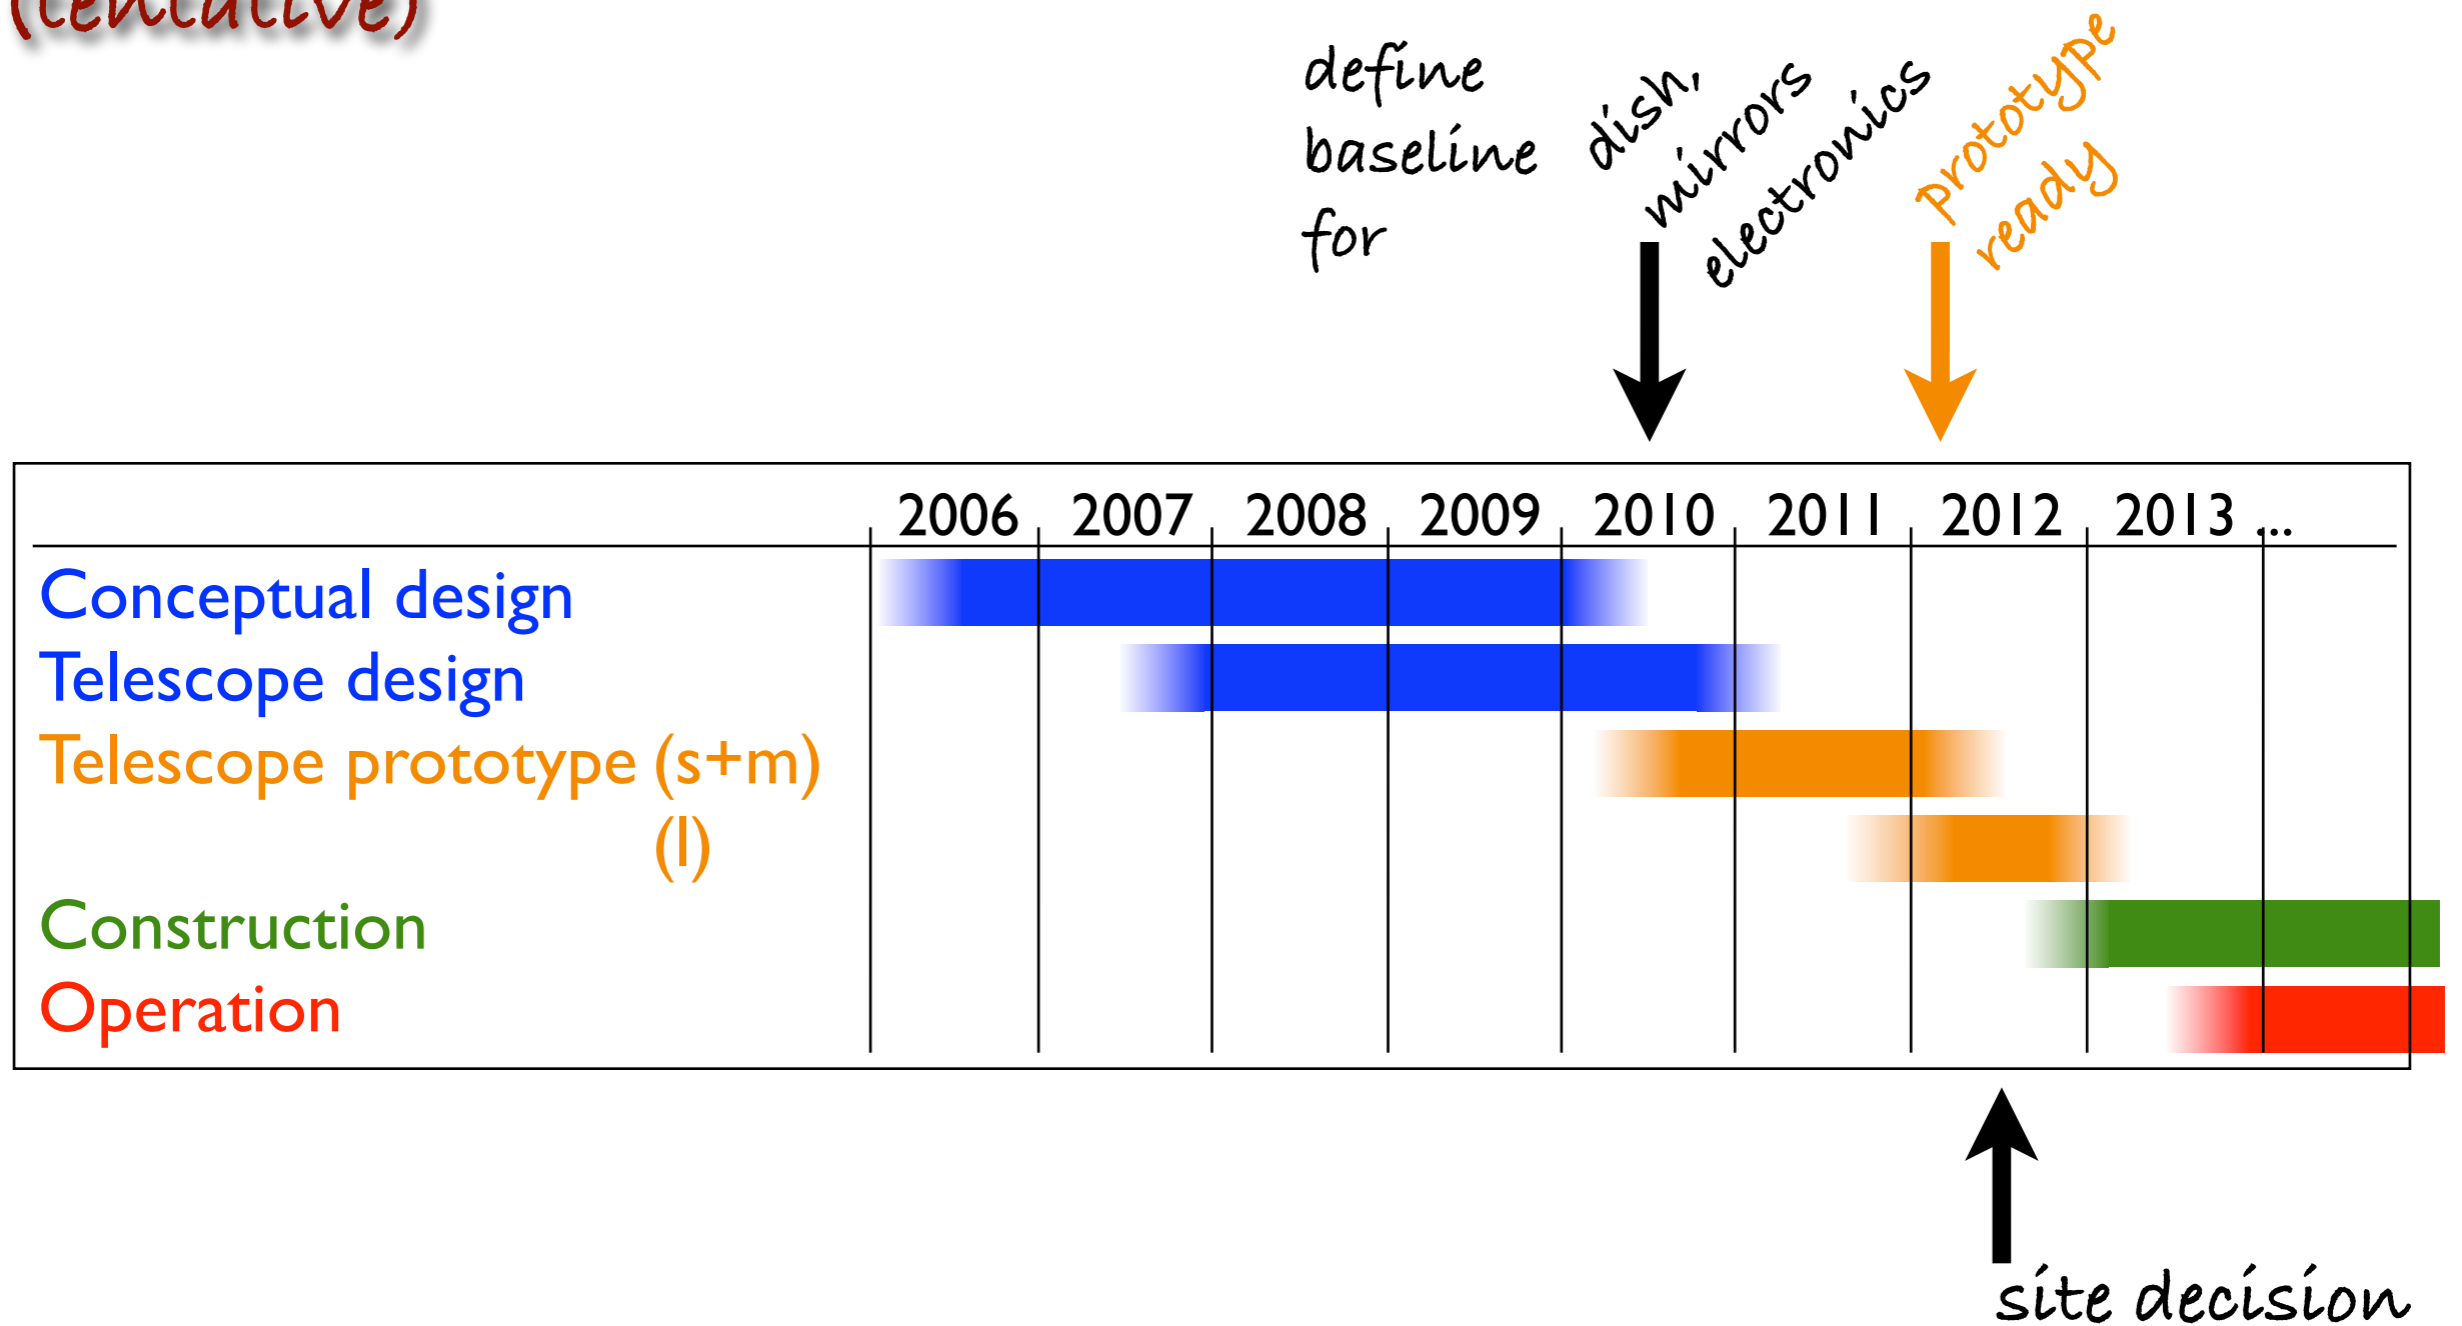 (tentative)
define
baseline
for
dish,
mirrors
electronics
prototype
ready
2006 2007 2008 2009 2010 2011 2012 2013 ...
Conceptual design
Telescope design
Telescope prototype (s+m)
(l)
Construction
Operation
site decision